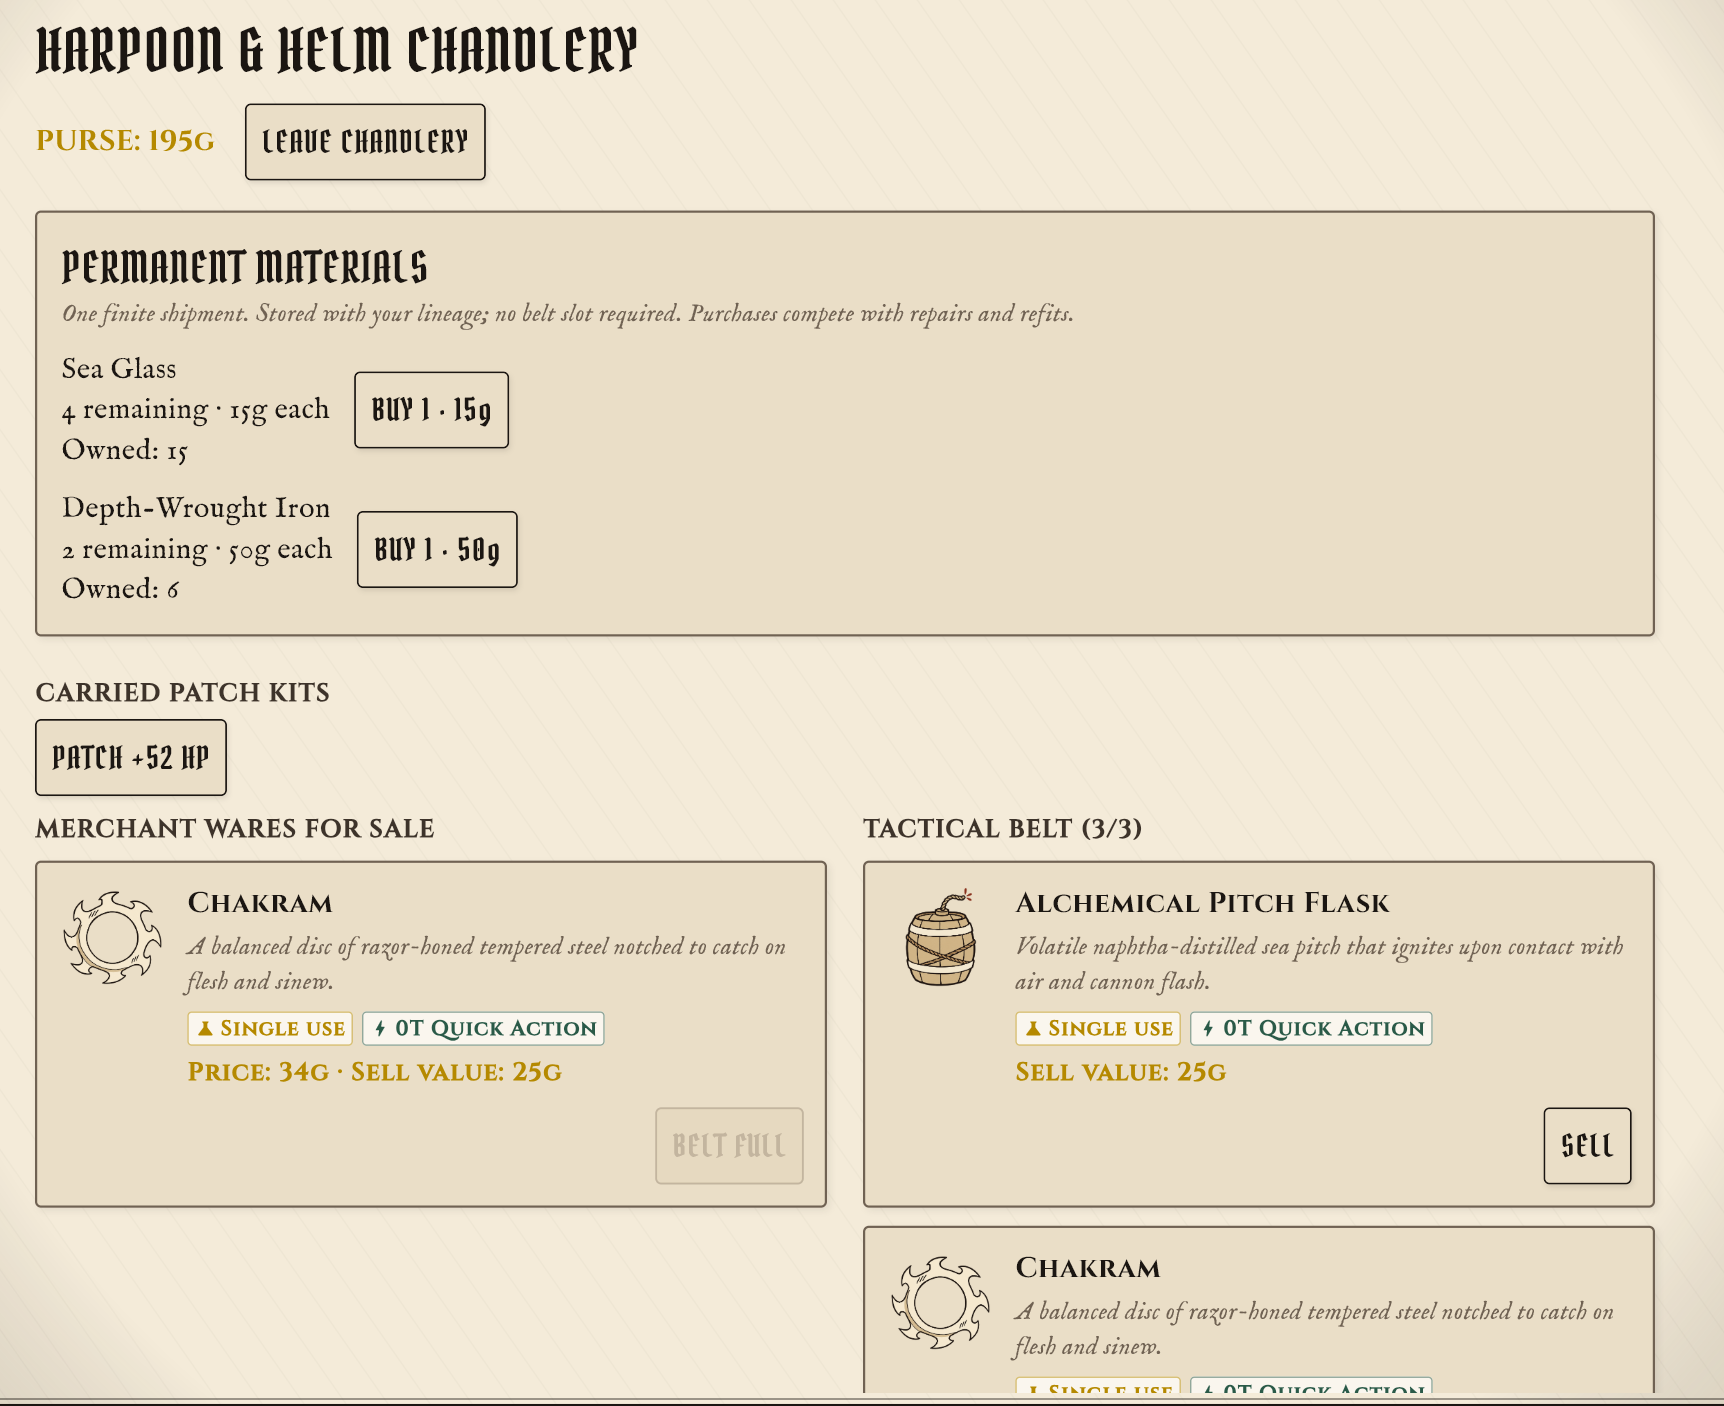 HARPOON & HELM CHANDLERY
PURSE: 195G
LEAVE CHANDLERY
PERMANENT MATERIALS
One finite shipment. Stored with your lineage; no belt slot required. Purchases compete with repairs and refits.
Sea Glass
4 remaining · 15g each
Owned: 15
BUY 1 · 15g
Depth-Wrought Iron
2 remaining · 50g each
Owned: 6
BUY 1 · 50g
CARRIED PATCH KITS
PATCH +52 HP
MERCHANT WARES FOR SALE
Chakram
A balanced disc of razor-honed tempered steel notched to catch on
flesh and sinew.
Single use
0T Quick Action
Price: 34g · Sell value: 25g
BELT FULL
TACTICAL BELT (3/3)
Alchemical Pitch Flask
Volatile naphtha-distilled sea pitch that ignites upon contact with
air and cannon flash.
Single use
0T Quick Action
Sell value: 25g
SELL
Chakram
A balanced disc of razor-honed tempered steel notched to catch on
flesh and sinew.
Single use
0T Quick Action